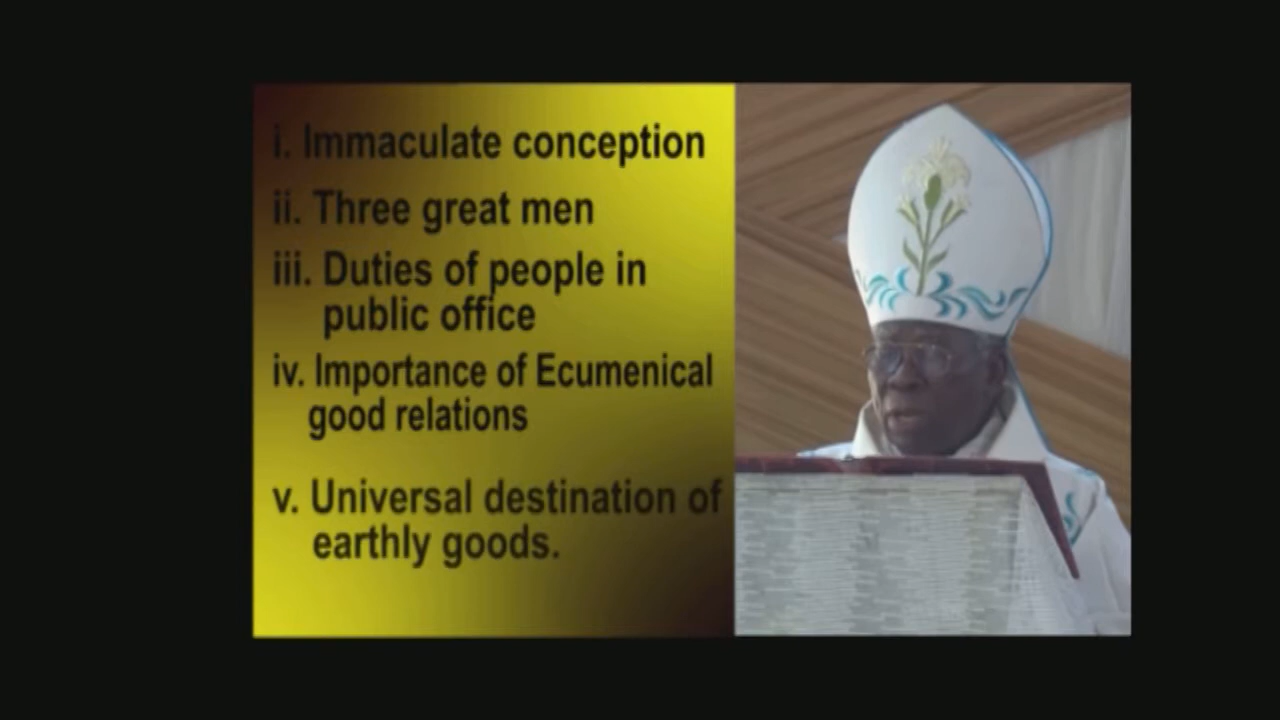 i. Immaculate conception
ii. Three great men
iii. Duties of people in
public office
iv. Importance of Ecumenical
good relations
v. Universal destination of
earthly goods.